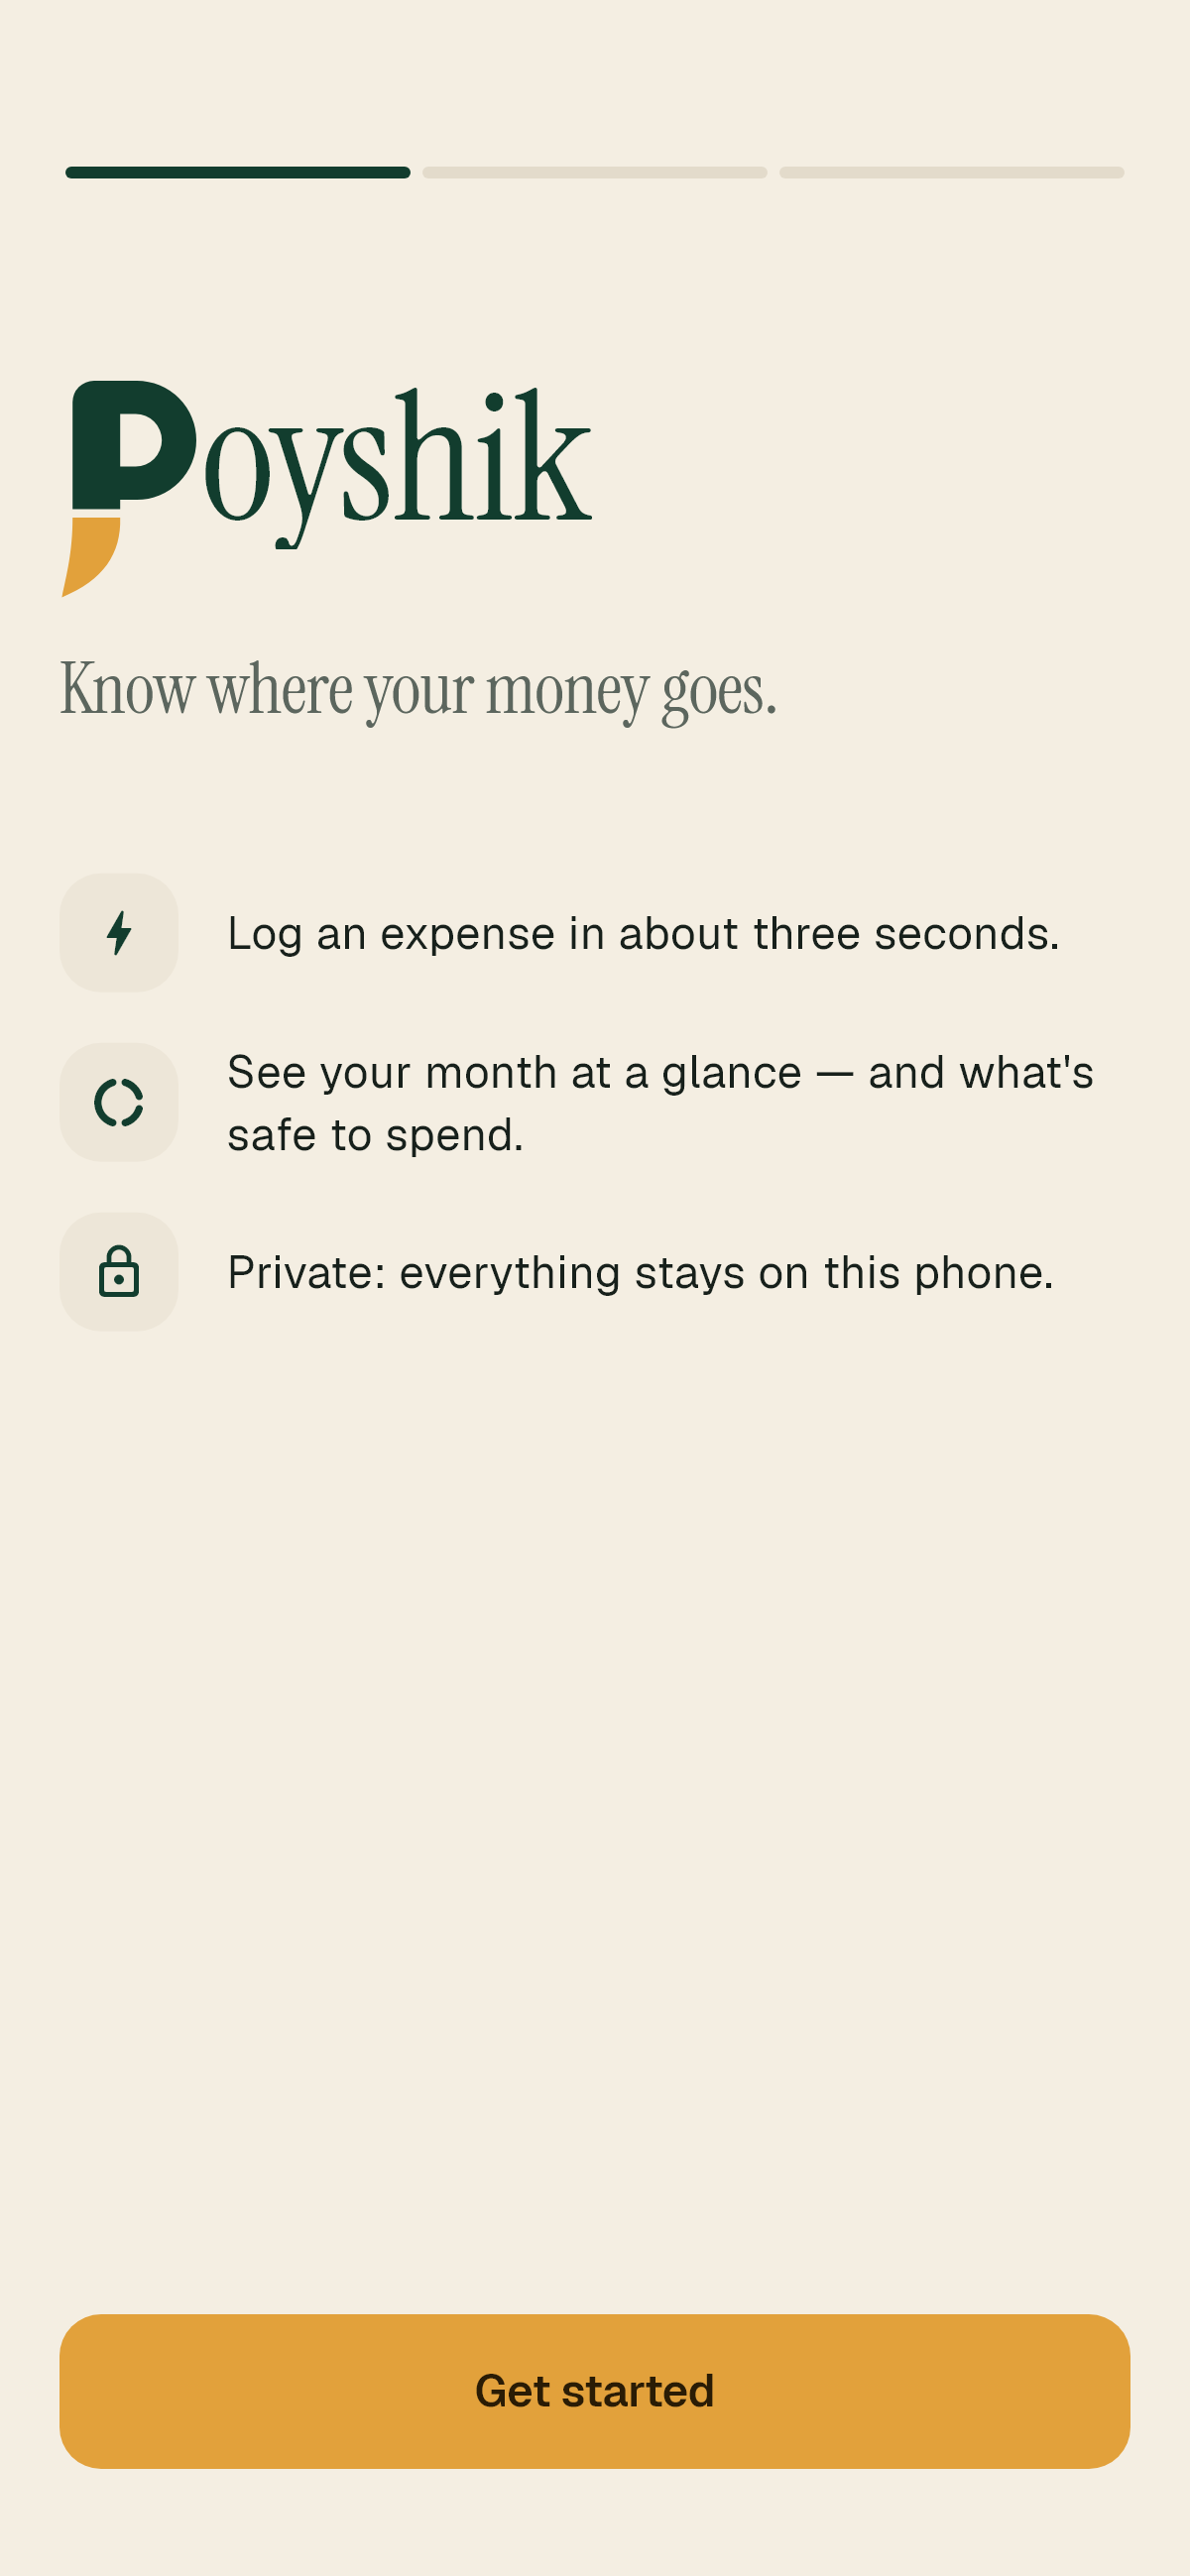 Poyshik
Know where your money goes.
Log an expense in about three seconds.
See your month at a glance — and what's
safe to spend.
Private: everything stays on this phone.
Get started